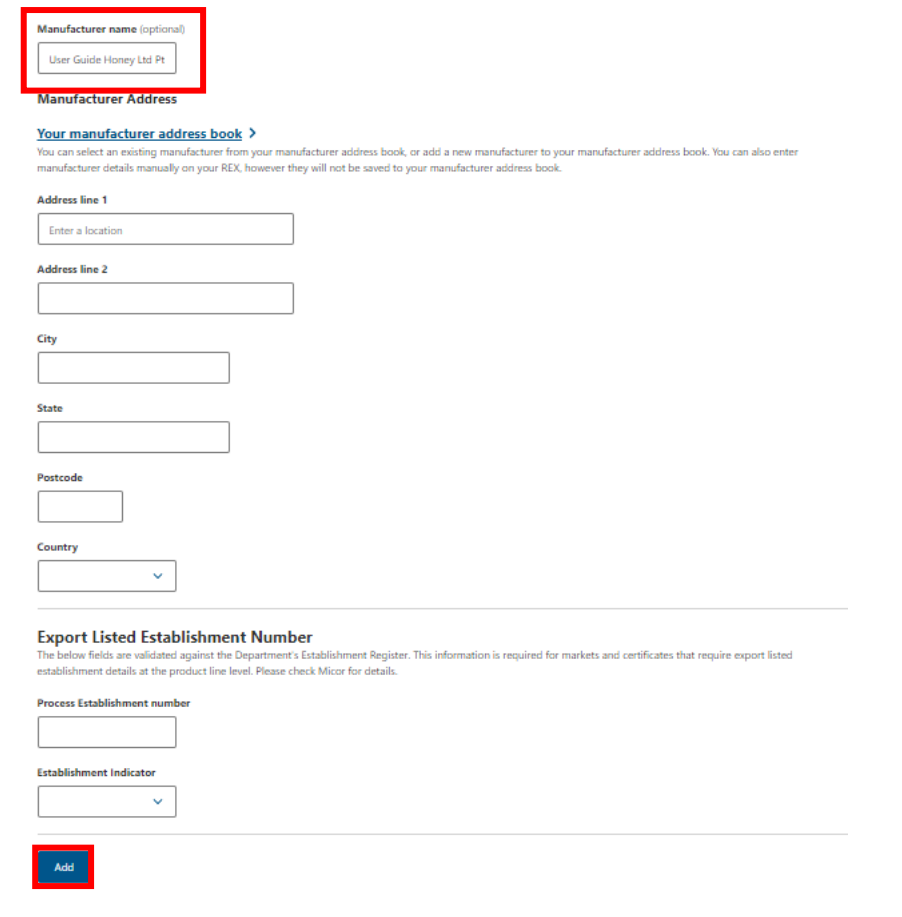 Manufacturer name (optional)
User Guide Honey Ltd Pt
Manufacturer Address
Your manufacturer address book
You can select an existing manufacturer from your manufacturer address book, or add a new manufacturer to your manufacturer address book. You can also enter
manufacturer details manually on your REX, however they will not be saved to your manufacturer address book.
Address line 1
Enter a location
Address line 2
City
State
Postcode
Country
Export Listed Establishment Number
The below fields are validated against the Department's Establishment Register. This information is required for markets and certificates that require export listed
establishment details at the product line level. Please check Micor for details.
Process Establishment number
Establishment Indicator
Add